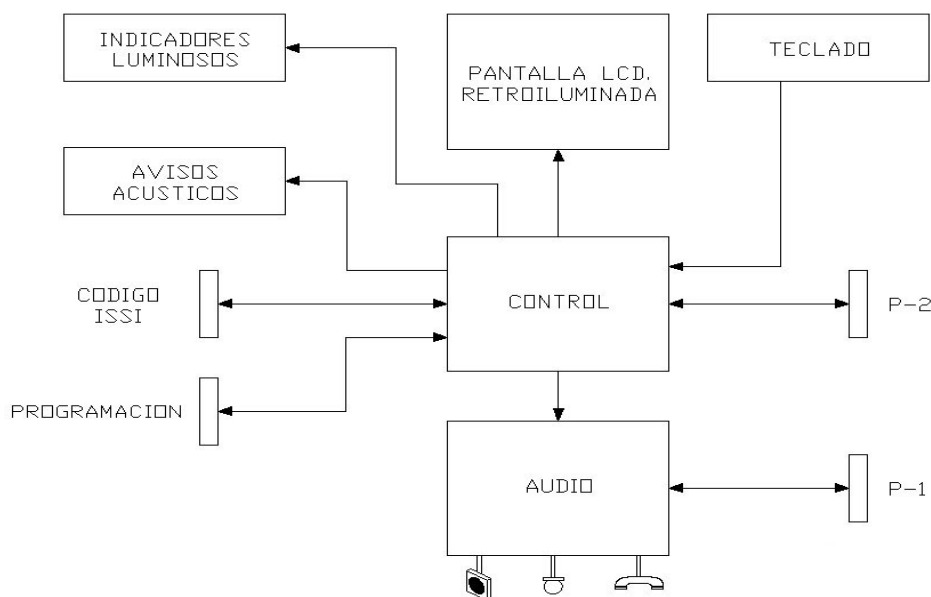 INDICADORES
LUMINOSOS
PANTALLA LCD.
RETROILUMINADA
TECLADO
AVISOS
ACUSTICOS
CODIGO
ISSI
CONTROL
P-2
PROGRAMACION
AUDIO
P-1